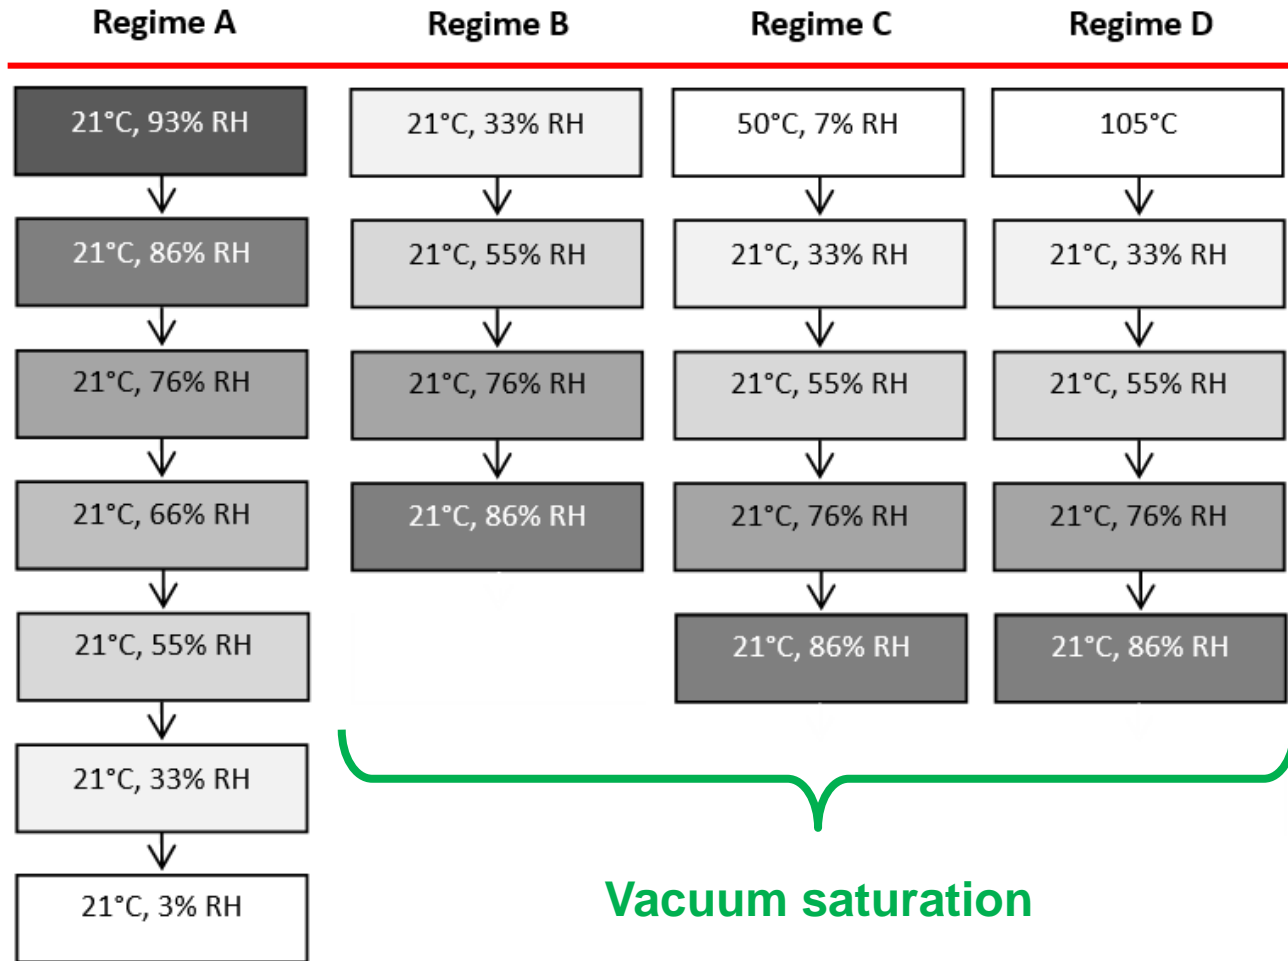 Regime A
Regime B
Regime C
Regime D
21°C, 93% RH
21°C, 33% RH
50°C, 7% RH
105°C
21°C, 86% RH
21°C, 55% RH
21°C, 33% RH
21°C, 33% RH
21°C, 76% RH
21°C, 76% RH
21°C, 55% RH
21°C, 55% RH
21°C, 66% RH
21°C, 86% RH
21°C, 76% RH
21°C, 76% RH
21°C, 55% RH
21°C, 86% RH
21°C, 86% RH
21°C, 33% RH
21°C, 3% RH
Vacuum saturation